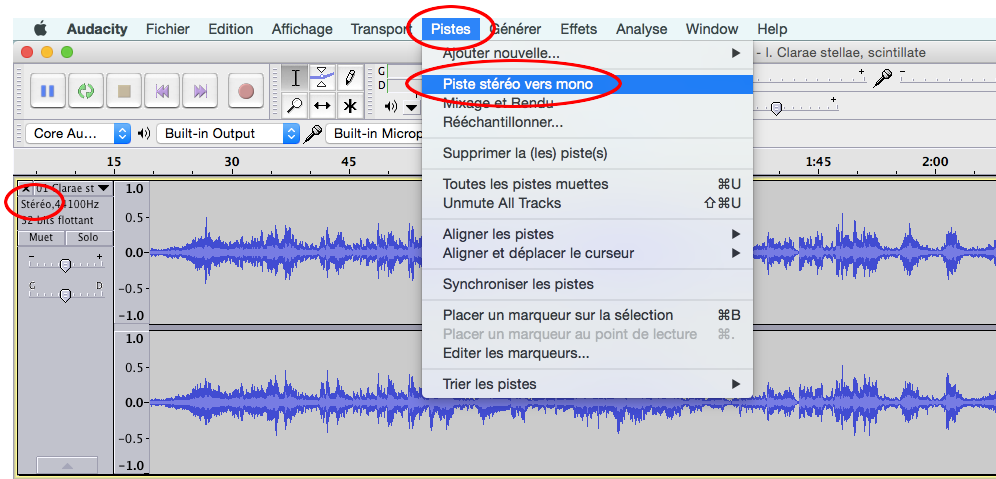 Audacity Fichier Edition Affichage Transport Pistes Générer Effets Analyse Window Help
- I. Clarae stellae, scintillate
Ajouter nouvelle...
G
D
Piste stéréo vers mono
Mixage et Rendu
Rééchantillonner...
Core Au... Built-in Output Built-in Microp
Supprimer la (les) piste(s)
15 30 45 1:45 2:00
Toutes les pistes muettes ⌘U
Unmute All Tracks ⇧⌘U
Aligner les pistes
Aligner et déplacer le curseur
Synchroniser les pistes
Placer un marqueur sur la sélection ⌘B
Placer un marqueur au point de lecture ⌘.
Editer les marqueurs...
Trier les pistes
01 Clarae st
Stéréo,44100Hz
32 bits flottant
Muet Solo
- +
G D
1.0
0.5-
0.0-
-0.5-
-1.0
1.0
0.5-
0.0-
-0.5-
-1.0